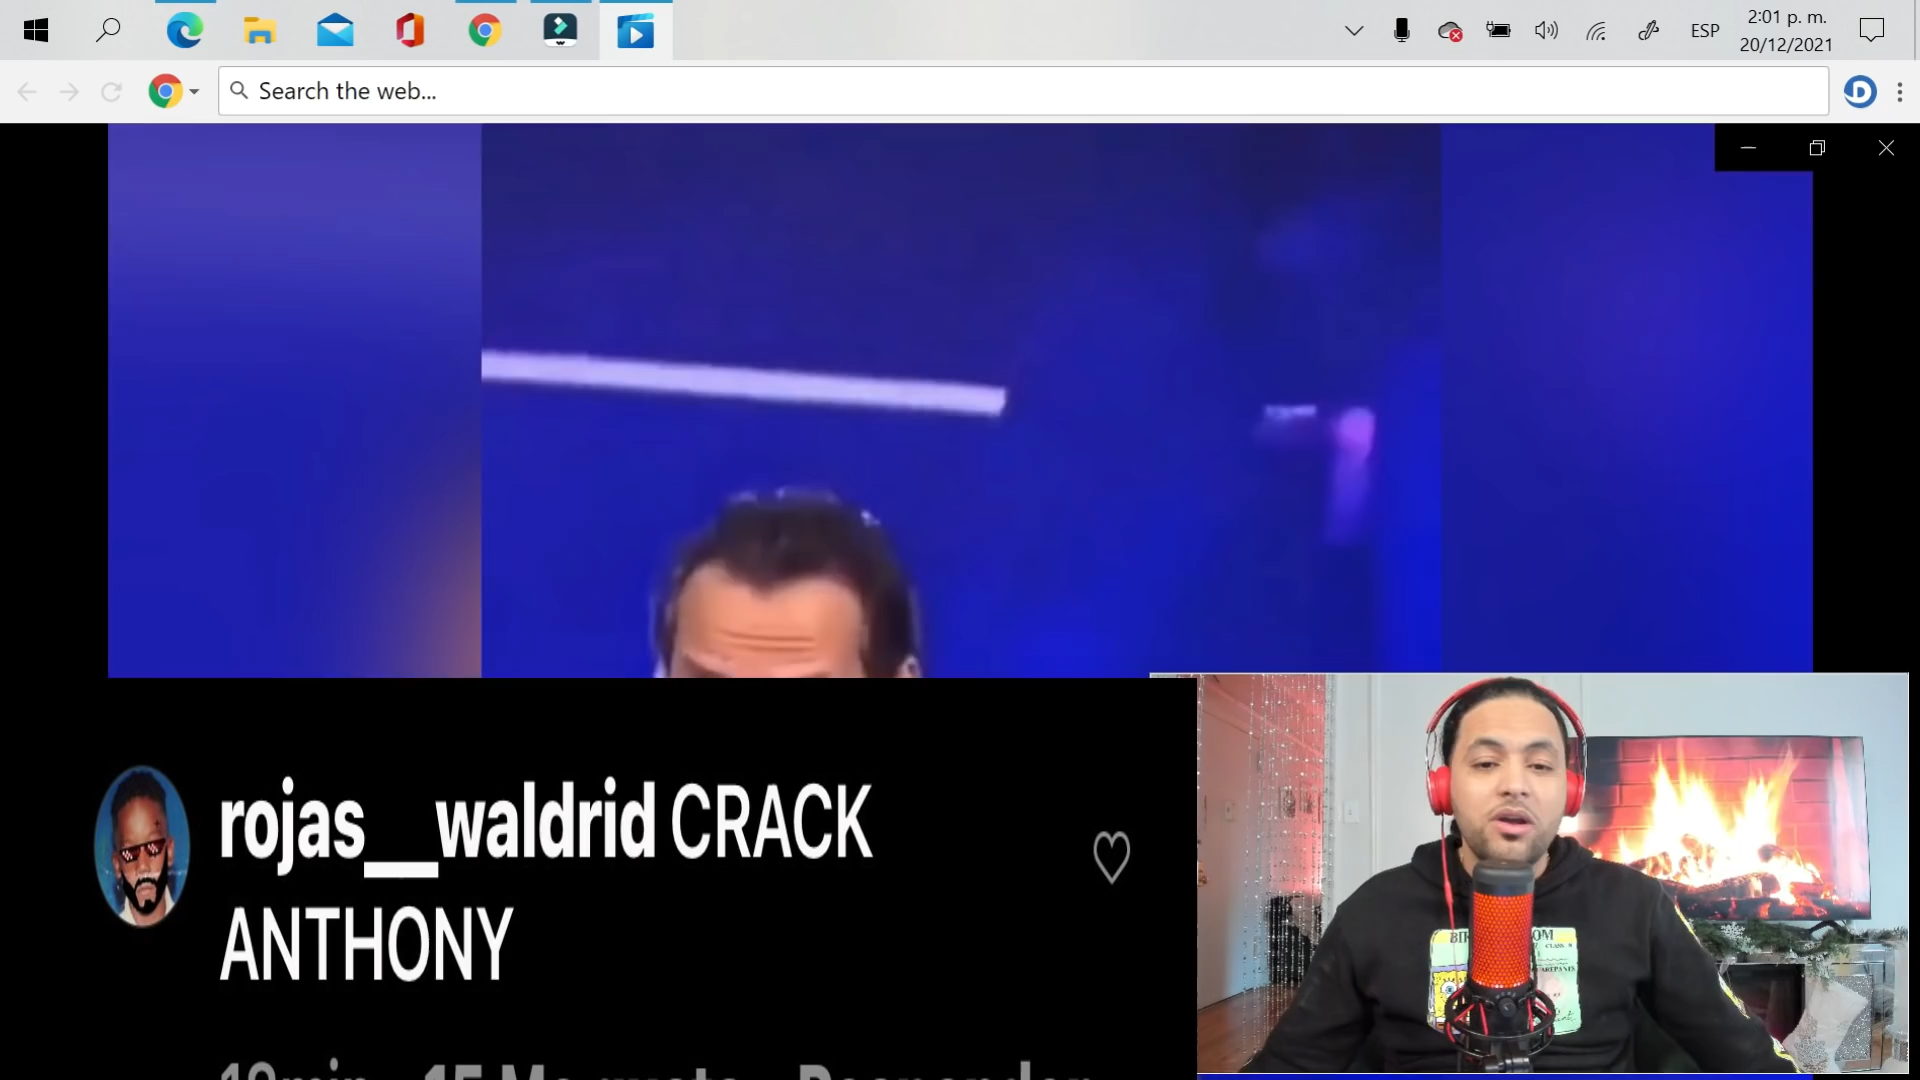 2:01 p. m.
ESP
20/12/2021
Search the web...
rojas__waldrid CRACK
ANTHONY